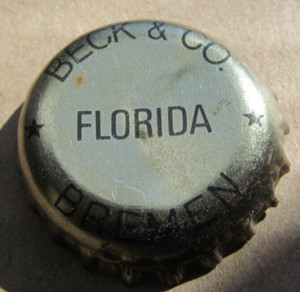 BECK & CO.
★ FLORIDA ★
BREMEN